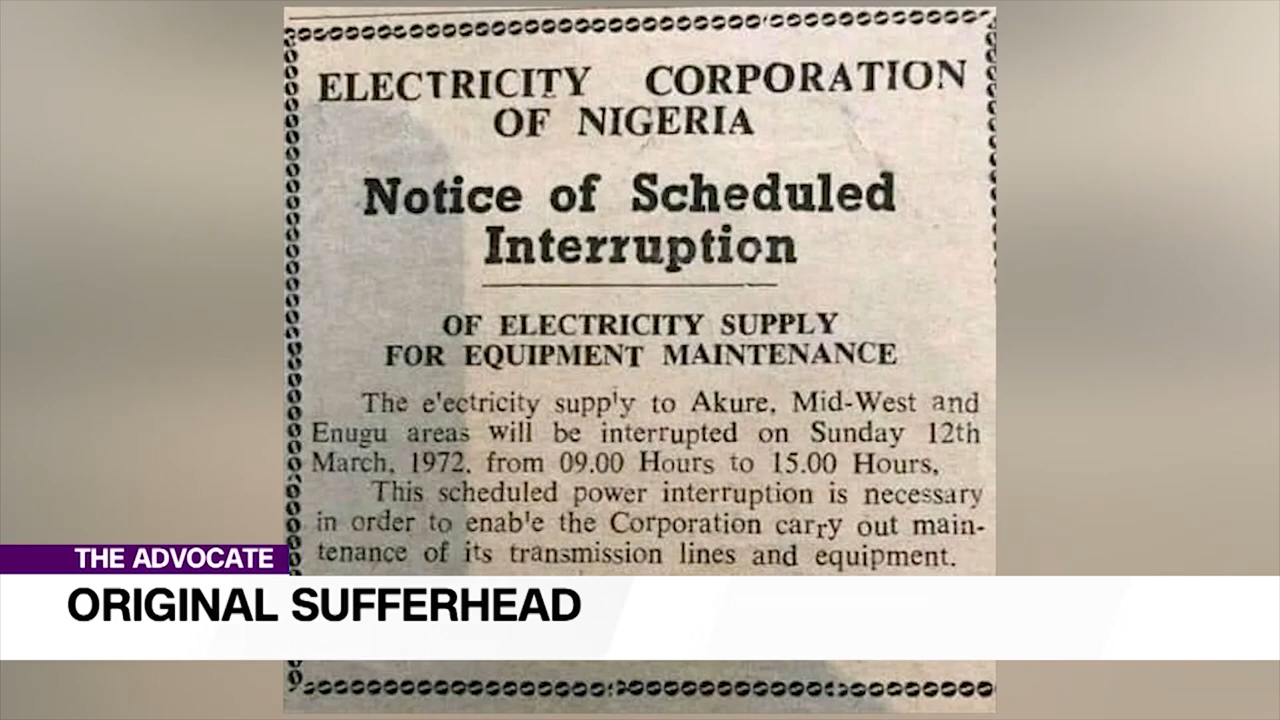 ELECTRICITY CORPORATION
OF NIGERIA
Notice of Scheduled
Interruption
OF ELECTRICITY SUPPLY
FOR EQUIPMENT MAINTENANCE
The e'ectricity supp'y to Akure, Mid-West and
Enugu areas will be interrupted on Sunday 12th
March, 1972, from 09.00 Hours to 15.00 Hours,
This scheduled power interruption is necessary
in order to enab'e the Corporation carry out main-
tenance of its transmission lines and equipment.
THE ADVOCATE
ORIGINAL SUFFERHEAD